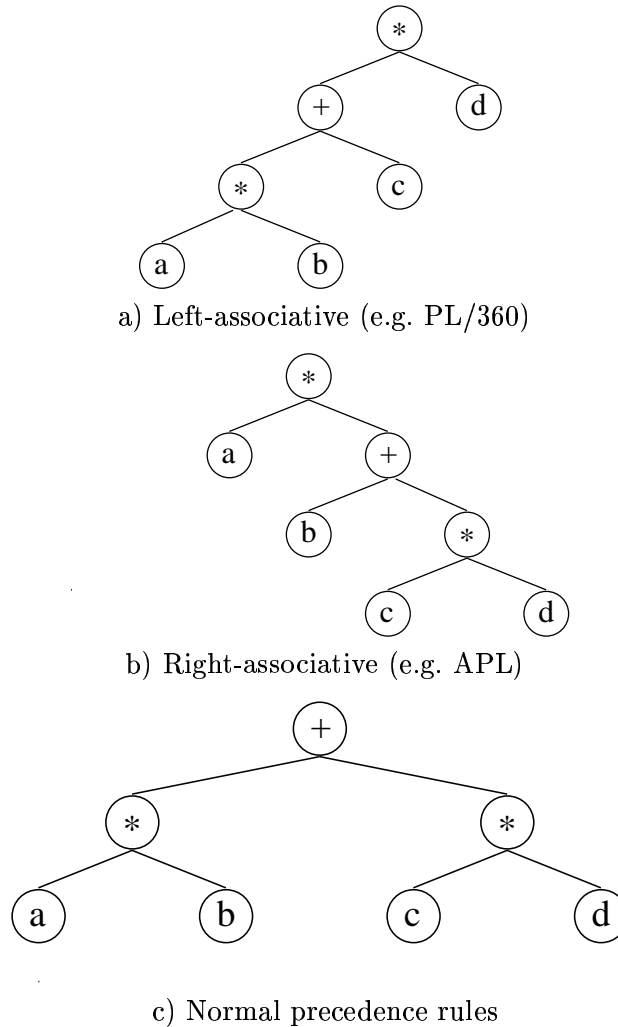 *
+ d
* c
a b
a) Left-associative (e.g. PL/360)
*
a +
b *
c d
b) Right-associative (e.g. APL)
+
* *
a b c d
c) Normal precedence rules